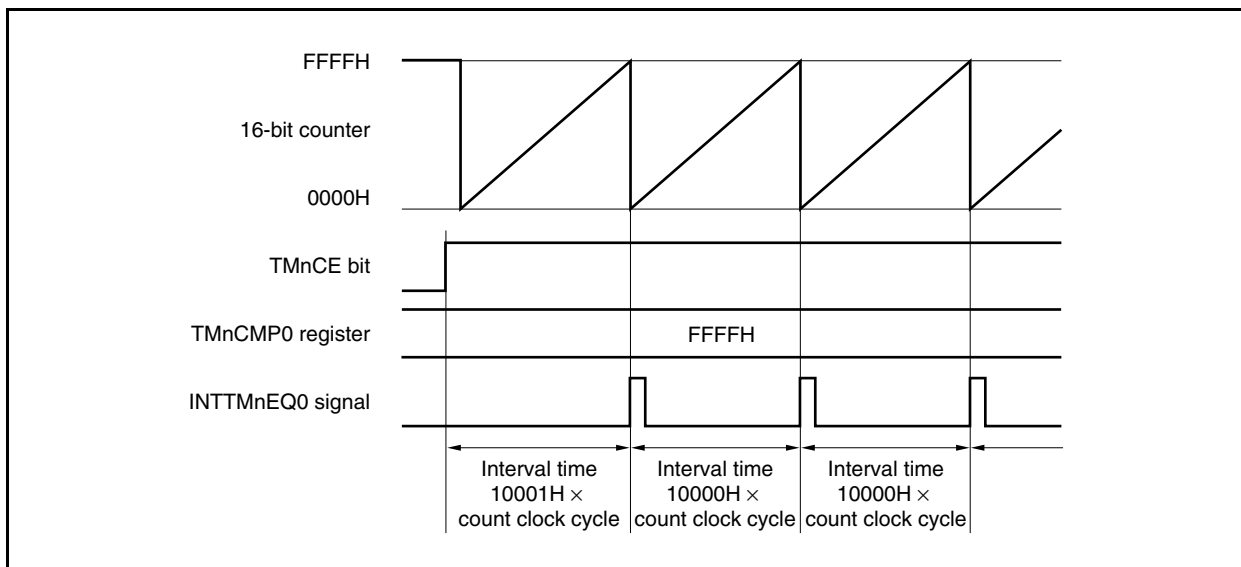 FFFFH
16-bit counter
0000H
TMnCE bit
TMnCMP0 register
FFFFH
INTTMnEQ0 signal
Interval time
10001H ×
count clock cycle
Interval time
10000H ×
count clock cycle
Interval time
10000H ×
count clock cycle